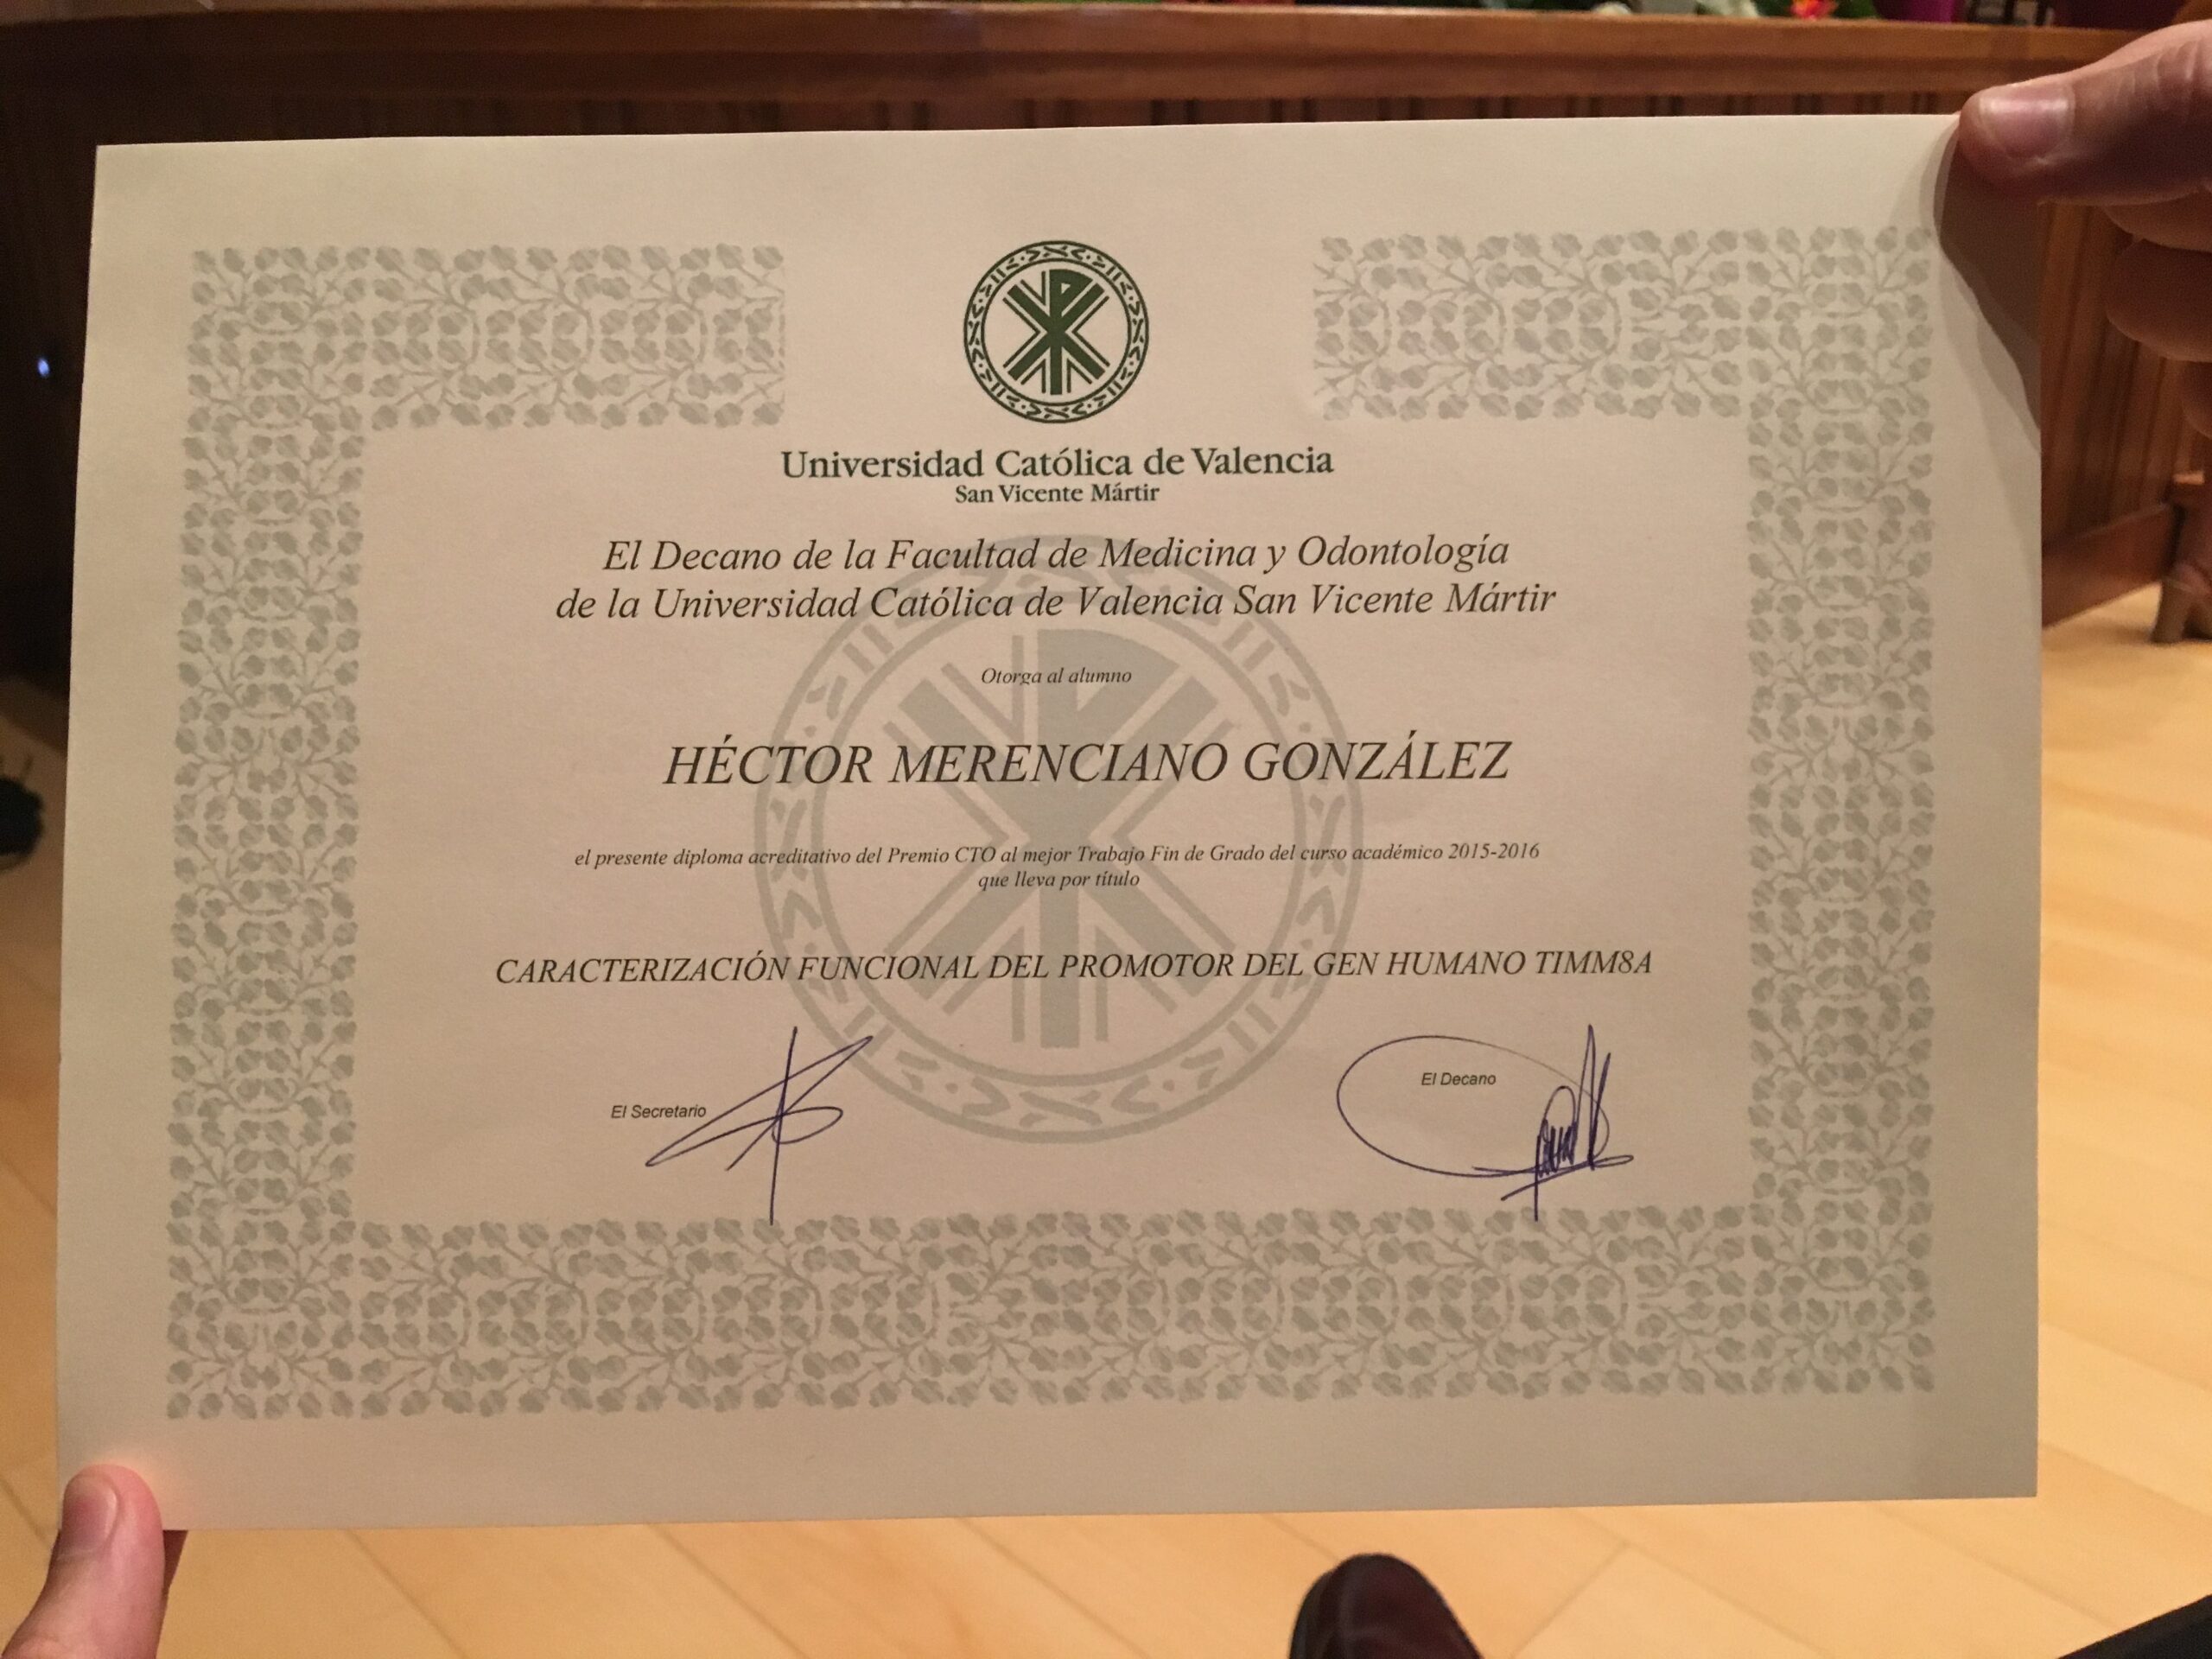 Universidad Católica de Valencia
San Vicente Mártir
El Decano de la Facultad de Medicina y Odontología
de la Universidad Católica de Valencia San Vicente Mártir
Otorga al alumno
HÉCTOR MERENCIANO GONZÁLEZ
el presente diploma acreditativo del Premio CTO al mejor Trabajo Fin de Grado del curso académico 2015-2016
que lleva por título
CARACTERIZACIÓN FUNCIONAL DEL PROMOTOR DEL GEN HUMANO TIMM8A
El Secretario
El Decano